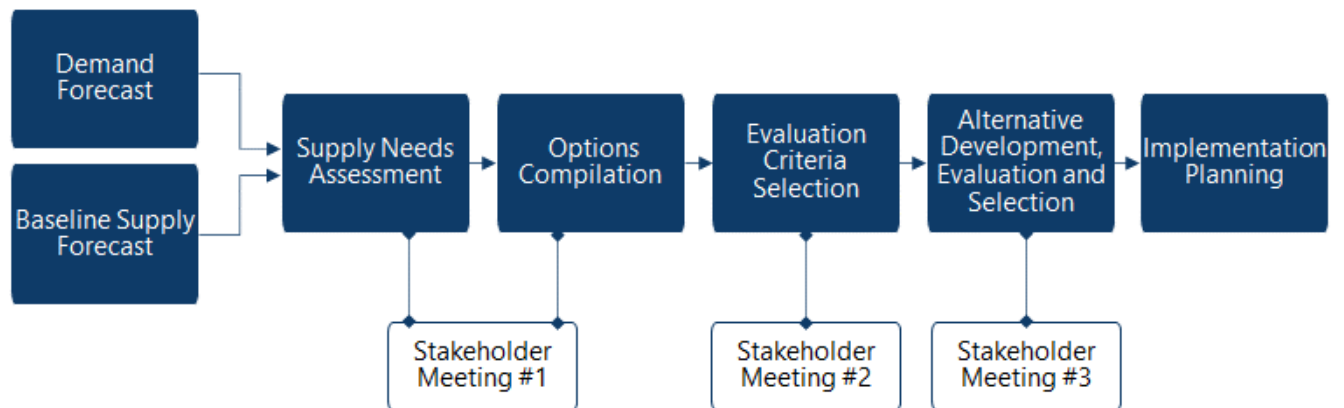 Demand
Forecast
Baseline Supply
Forecast
Supply Needs
Assessment
Options
Compilation
Evaluation
Criteria
Selection
Alternative
Development,
Evaluation and
Selection
Implementation
Planning
Stakeholder
Meeting #1
Stakeholder
Meeting #2
Stakeholder
Meeting #3